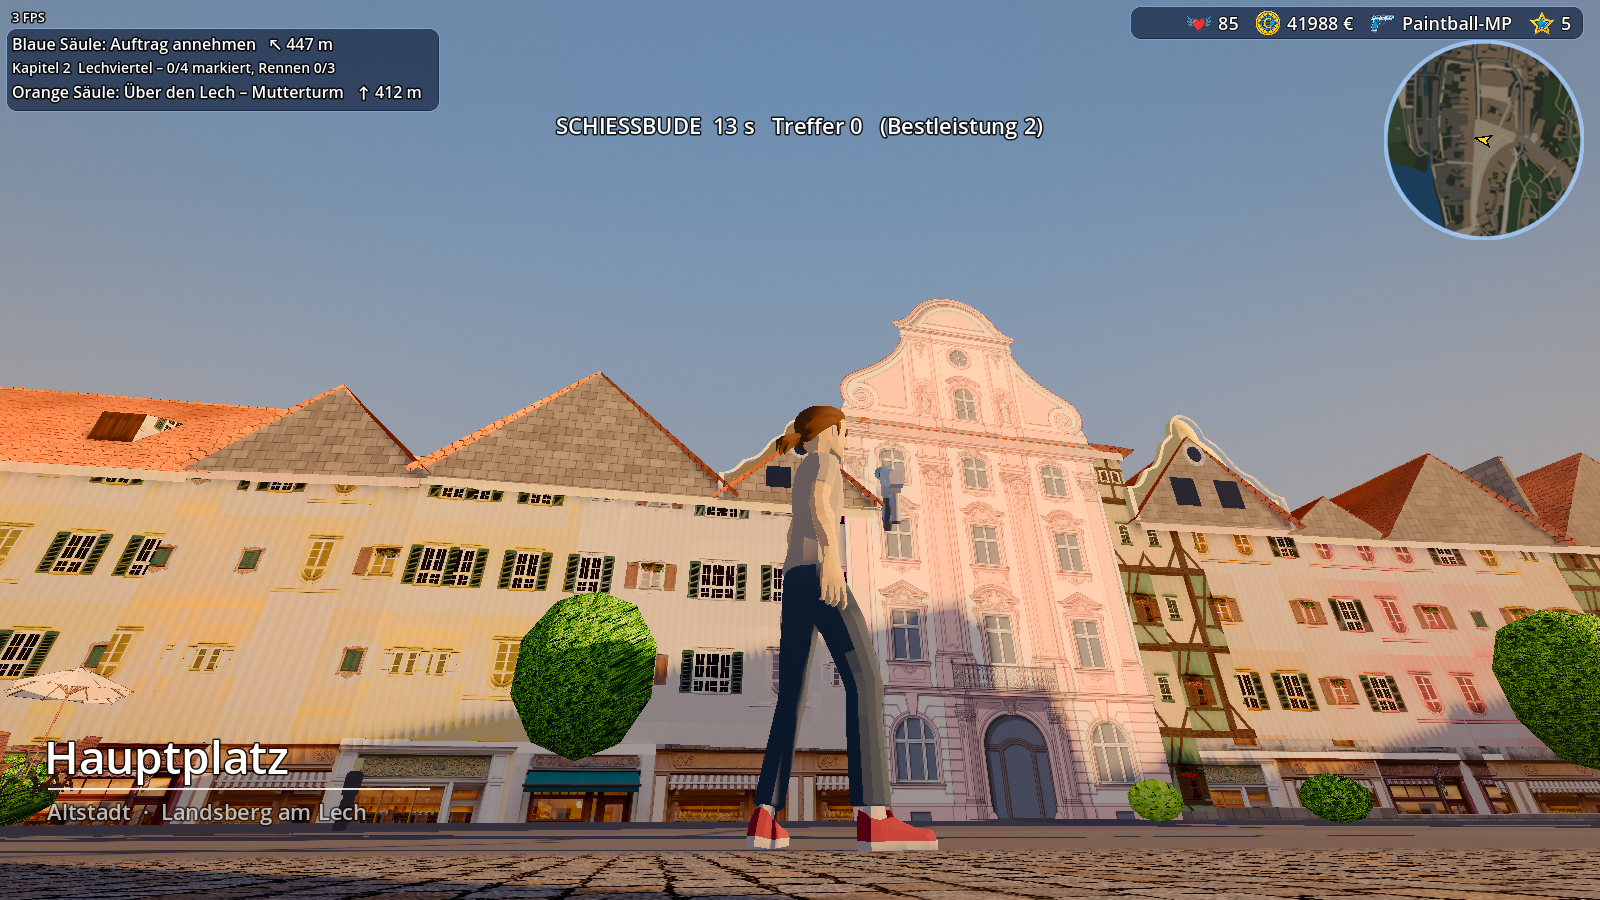 3 FPS
Blaue Säule: Auftrag annehmen ↖ 447 m
Kapitel 2 Lechviertel – 0/4 markiert, Rennen 0/3
Orange Säule: Über den Lech – Mutterturm ↑ 412 m
85 41988 € Paintball-MP 5
SCHIESSBUDE 13 s Treffer 0 (Bestleistung 2)
Hauptplatz
Altstadt · Landsberg am Lech